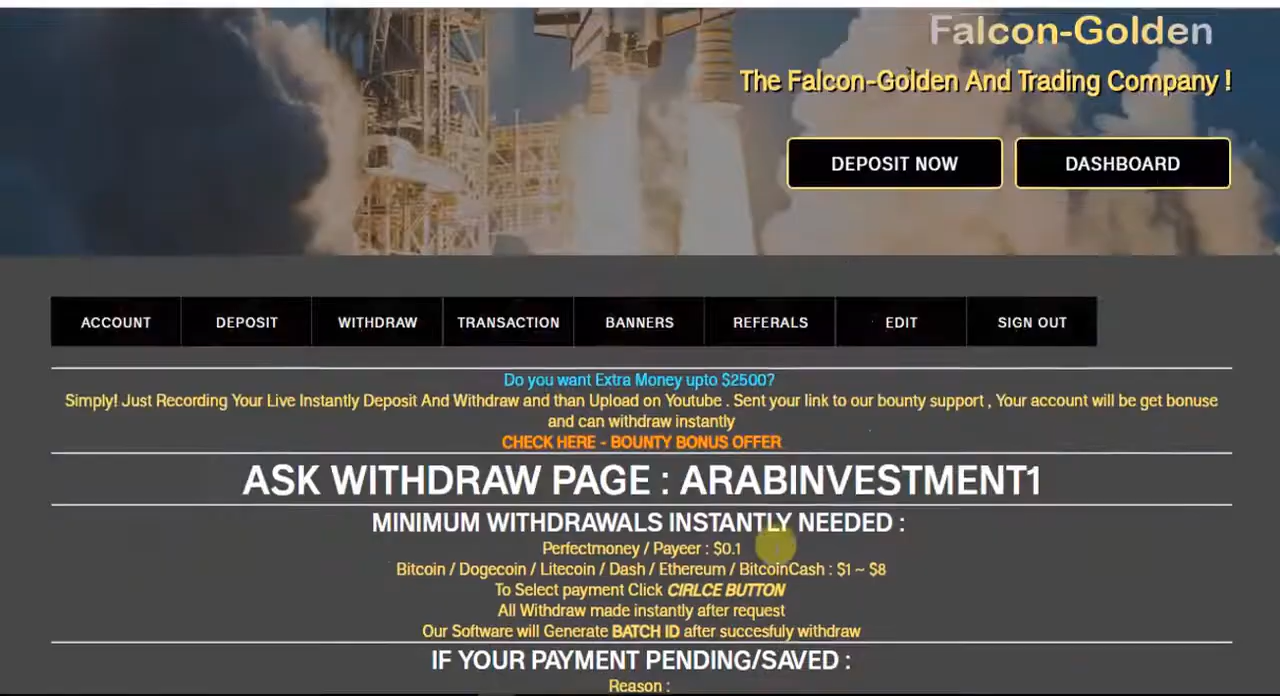 Falcon-Golden
The Falcon-Golden And Trading Company !
DEPOSIT NOW
DASHBOARD
ACCOUNT
DEPOSIT
WITHDRAW
TRANSACTION
BANNERS
REFERALS
EDIT
SIGN OUT
Do you want Extra Money upto $2500?
Simply! Just Recording Your Live Instantly Deposit And Withdraw and than Upload on Youtube . Sent your link to our bounty support , Your account will be get bonuse
and can withdraw instantly
CHECK HERE - BOUNTY BONUS OFFER
ASK WITHDRAW PAGE : ARABINVESTMENT1
MINIMUM WITHDRAWALS INSTANTLY NEEDED :
Perfectmoney / Payeer : $0.1
Bitcoin / Dogecoin / Litecoin / Dash / Ethereum / BitcoinCash : $1 ~ $8
To Select payment Click CIRLCE BUTTON
All Withdraw made instantly after request
Our Software will Generate BATCH ID after succesfuly withdraw
IF YOUR PAYMENT PENDING/SAVED :
Reason :